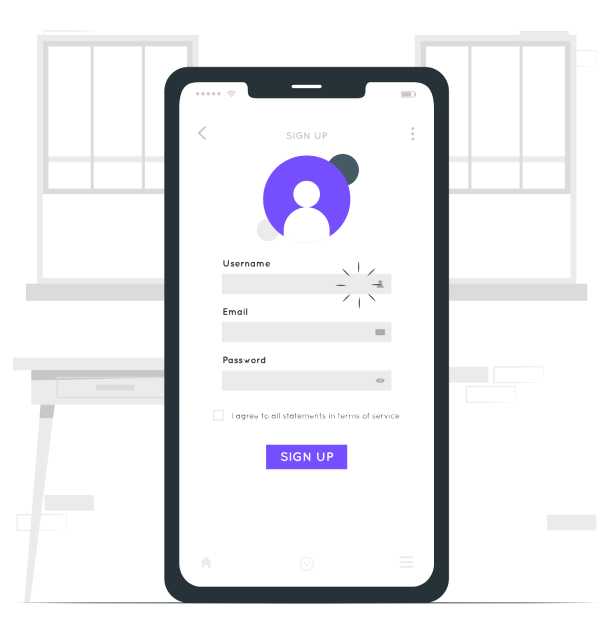 SIGN UP
Username
Email
Password
I agree to all statements in terms of service
SIGN UP